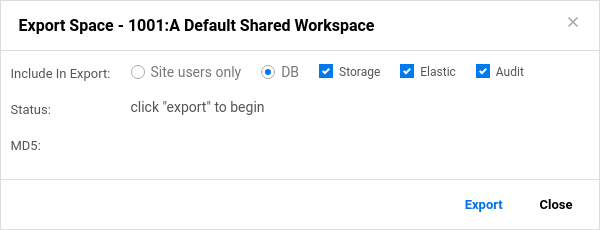 Export Space - 1001:A Default Shared Workspace
Include In Export: Site users only DB Storage Elastic Audit
Status: click "export" to begin
MD5:
Export Close